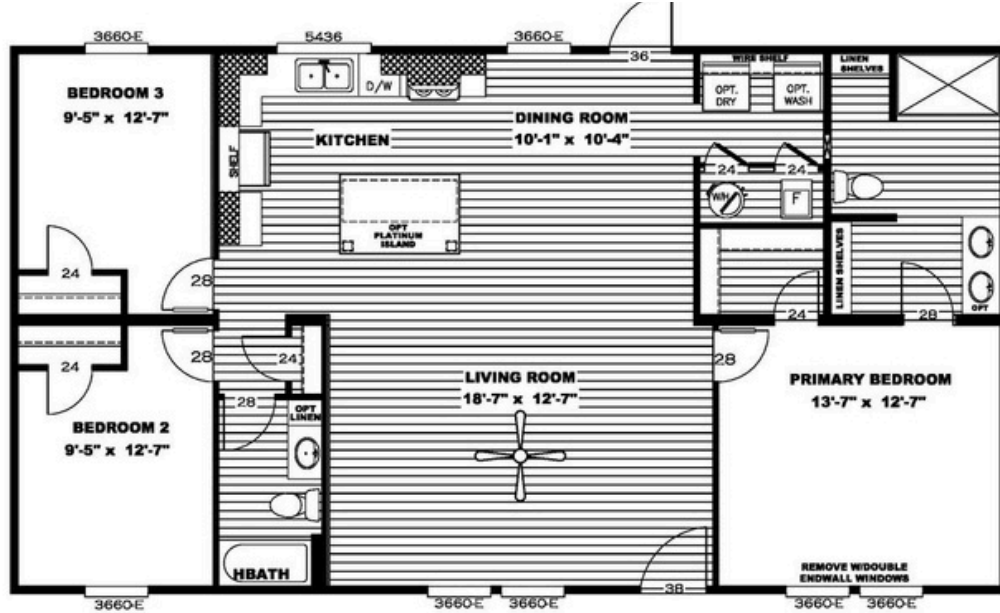 3660-E
5436
3660-E
36
BEDROOM 3
9'-5" x 12'-7"
D/W
WIRE SHELF
OPT.
DRY
OPT.
WASH
LINEN
SHELVES
KITCHEN
DINING ROOM
10'-1" x 10'-4"
SHELF
24
24
W/H
F
OPT
PLATINUM
ISLAND
LINEN SHELVES
24
28
OPT
24
28
28
24
28
24
28
28
OPT
LINEN
LIVING ROOM
18'-7" x 12'-7"
PRIMARY BEDROOM
13'-7" x 12'-7"
BEDROOM 2
9'-5" x 12'-7"
HBATH
REMOVE W/DOUBLE
ENDWALL WINDOWS
38
3660-E
3660-E
3660-E
3660-E
3660-E